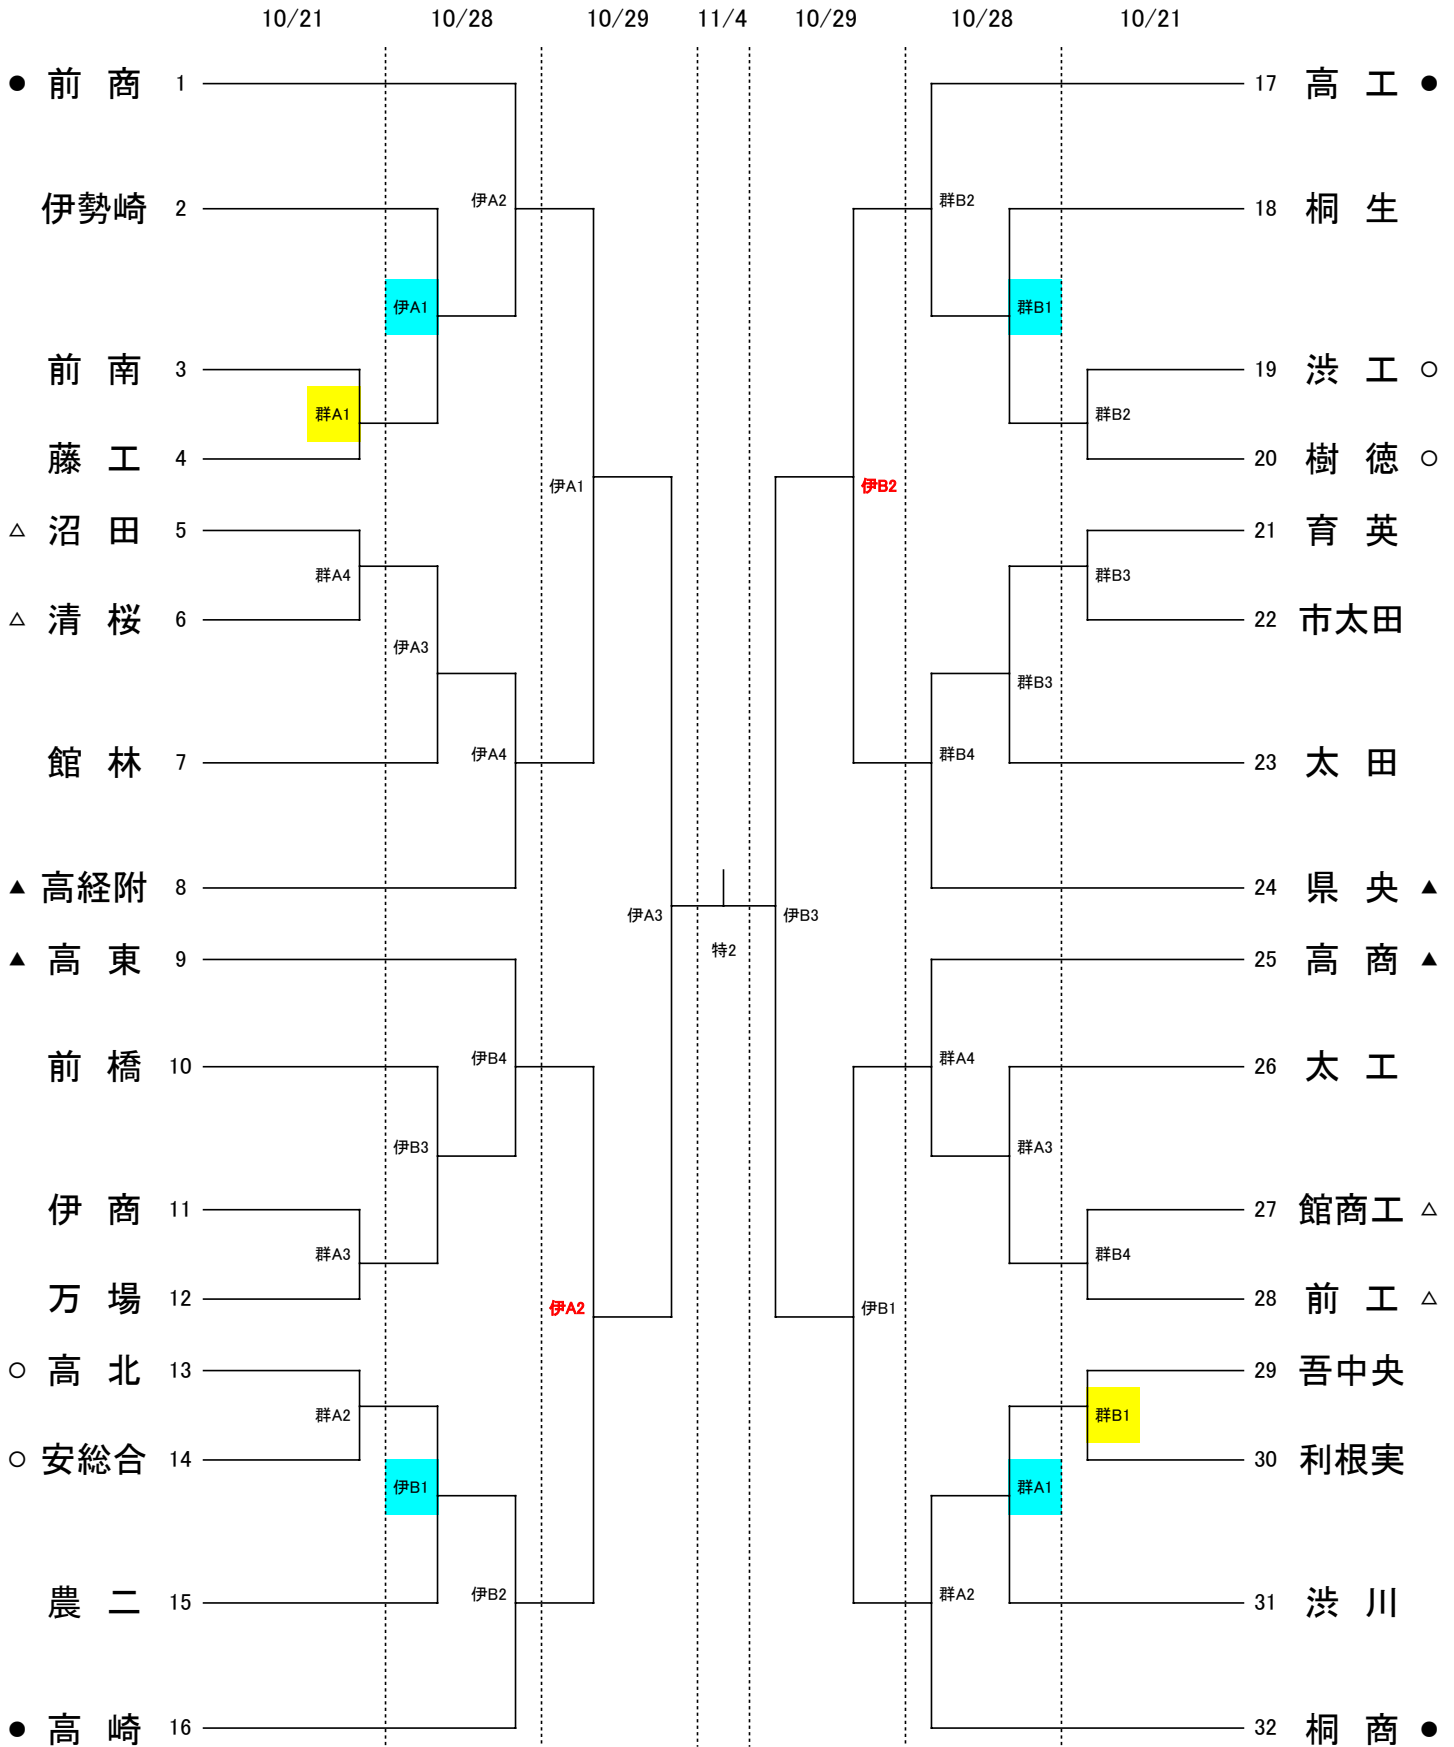 10/21 10/28 10/29 11/4 10/29 10/28 10/21
● 前 商 1
伊勢崎 2
前 南 3
藤 工 4
△ 沼 田 5
△ 清 桜 6
館 林 7
▲ 高経附 8
▲ 高 東 9
前 橋 10
伊 商 11
万 場 12
○ 高 北 13
○ 安総合 14
農 二 15
● 高 崎 16
群A1
群A4
群A3
群A2
伊A2
伊A1
伊A3
伊A4
伊B4
伊B3
伊B1
伊B2
伊A1
伊A2
伊A3
特2
伊B3
伊B2
伊B1
群B2
群B1
群B3
群B4
群A4
群A3
群A1
群A2
群B2
群B3
群B4
群B1
17 高 工 ●
18 桐 生
19 渋 工 ○
20 樹 徳 ○
21 育 英
22 市太田
23 太 田
24 県 央 ▲
25 高 商 ▲
26 太 工
27 館商工 △
28 前 工 △
29 吾中央
30 利根実
31 渋 川
32 桐 商 ●